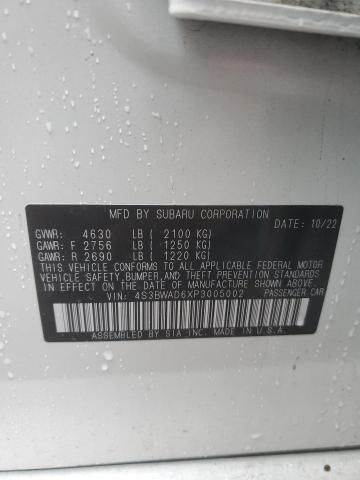 MFD BY SUBARU CORPORATION
GVWR: 4630 LB ( 2100 KG) DATE: 10/22
GAWR: F 2756 LB ( 1250 KG)
GAWR: R 2690 LB ( 1220 KG)
THIS VEHICLE CONFORMS TO ALL APPLICABLE FEDERAL MOTOR
VEHICLE SAFETY, BUMPER, AND THEFT PREVENTION STANDARDS
IN EFFECT ON THE DATE OF MANUFACTURE SHOWN ABOVE.
VIN: 4S3BWAD6XP3005002 PASSENGER CAR
ASSEMBLED BY SIA INC. MADE IN U.S.A.